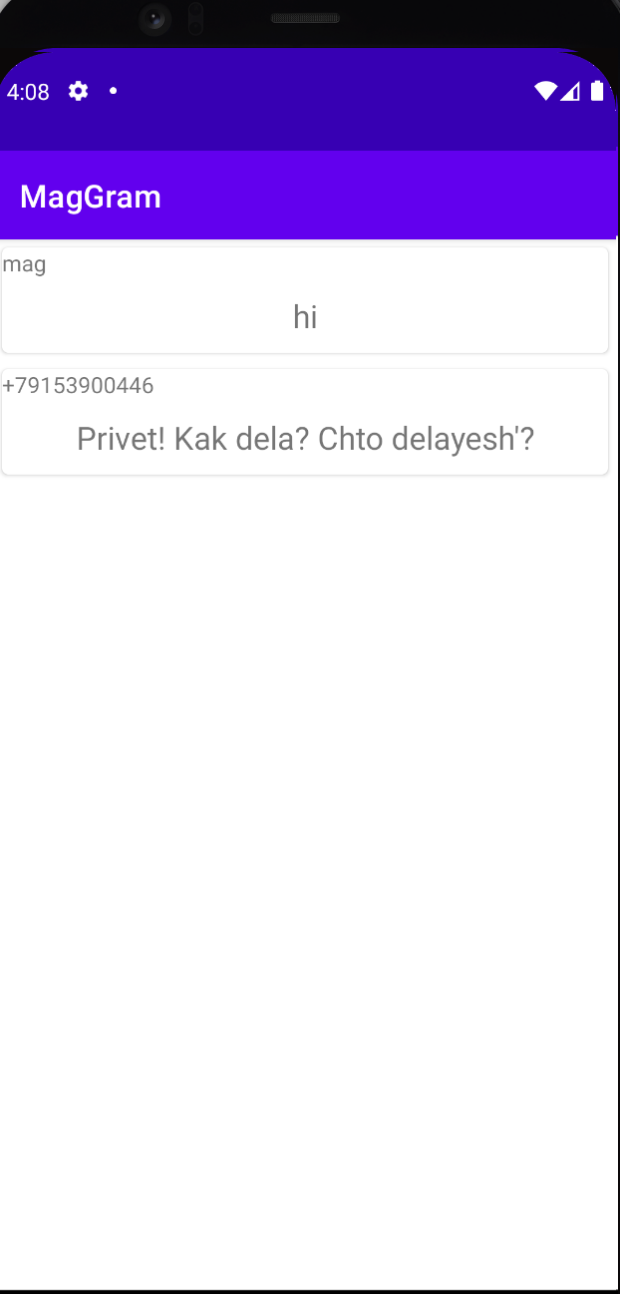 4:08
MagGram
mag
hi
+79153900446
Privet! Kak dela? Chto delayesh'?